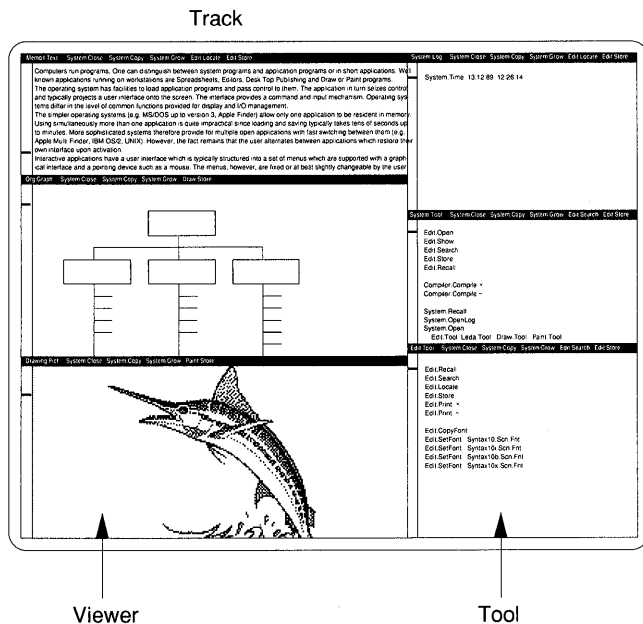 Track
Memo8.Text System.Close System.Copy System.Grow Edit.Locate Edit.Store
Computers run programs. One can distinguish between system programs and application programs or in short applications. Well
known applications running on workstations are Spreadsheets, Editors, Desk Top Publishing and Draw or Paint programs.
The operating system has facilities to load application programs and pass control to them. The application in turn seizes control
and typically projects a user interface onto the screen. The interface provides a command and input mechanism. Operating sys
tems differ in the level of common functions provided for display and I/O management.
The simpler operating systems (e.g. MS/DOS up to version 3, Apple Finder) allow only one application to be resident in memory.
Using simultaneously more than one application is quite impractical since loading and saving typically takes tens of seconds up
to minutes. More sophisticated systems therefore provide for multiple open applications with fast switching between them (e.g.
Apple Multi Finder, IBM OS/2, UNIX). However, the fact remains that the user alternates between applications which restore their
own interface upon activation.
Interactive applications have a user interface which is typically structured into a set of menus which are supported with a graph-
ical interface and a pointing device such as a mouse. The menus, however, are fixed or at best slightly changeable by the user
Org.Graph System.Close System.Copy System.Grow Draw.Store
Drawing.Pict System.Close System.Copy System.Grow Paint.Store
System.Log System.Close System.Copy System.Grow Edit.Locate Edit.Store
System.Time 13.12.89 12:26:14
System.Tool System.Close System.Copy System.Grow Edit.Search Edit.Store
Edit.Open
Edit.Show
Edit.Search
Edit.Store
Edit.Recall
Compiler.Compile *
Compiler.Compile ~
System.Recall
System.OpenLog
System.Open
Edit.Tool Leda.Tool Draw.Tool Paint.Tool
Edit.Tool System.Close System.Copy System.Grow Edit.Search Edit.Store
Edit.Recall
Edit.Search
Edit.Locate
Edit.Store
Edit.Print *
Edit.Print ~
Edit.CopyFont
Edit.SetFont Syntax10.Scn.Fnt
Edit.SetFont Syntax10i.Scn.Fnt
Edit.SetFont Syntax10b.Scn.Fnt
Edit.SetFont Syntax10x.Scn.Fnt
Viewer
Tool